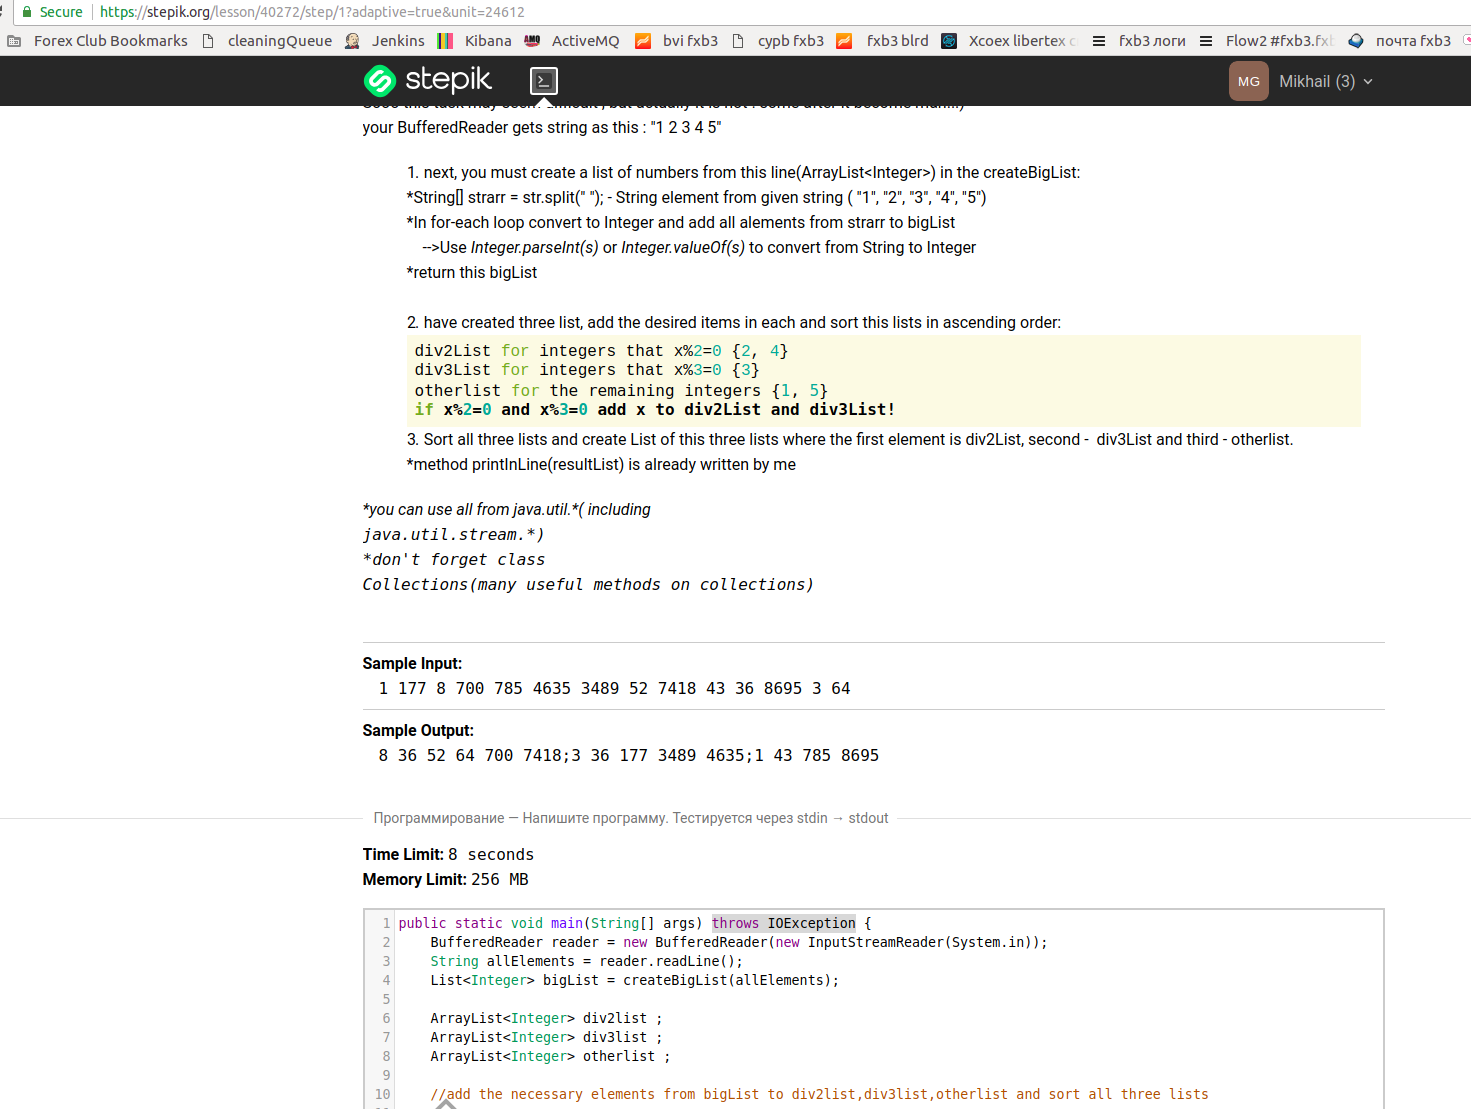 Secure https://stepik.org/lesson/40272/step/1?adaptive=true&unit=24612
Forex Club Bookmarks cleaningQueue Jenkins Kibana AMQ ActiveMQ bvi fxb3 cypb fxb3 fxb3 blrd Xcoex libertex c fxb3 логи Flow2 #fxb3.fxb почта fxb3
stepik MG Mikhail (3)
your BufferedReader gets string as this : "1 2 3 4 5"
1. next, you must create a list of numbers from this line(ArrayList<Integer>) in the createBigList:
*String[] strarr = str.split(" "); - String element from given string ( "1", "2", "3", "4", "5")
*In for-each loop convert to Integer and add all alements from strarr to bigList
-->Use Integer.parseInt(s) or Integer.valueOf(s) to convert from String to Integer
*return this bigList
2. have created three list, add the desired items in each and sort this lists in ascending order:
div2List for integers that x%2=0 {2, 4}
div3List for integers that x%3=0 {3}
otherlist for the remaining integers {1, 5}
if x%2=0 and x%3=0 add x to div2List and div3List!
3. Sort all three lists and create List of this three lists where the first element is div2List, second - div3List and third - otherlist.
*method printInLine(resultList) is already written by me
*you can use all from java.util.*( including
java.util.stream.*)
*don't forget class
Collections(many useful methods on collections)
Sample Input:
1 177 8 700 785 4635 3489 52 7418 43 36 8695 3 64
Sample Output:
8 36 52 64 700 7418;3 36 177 3489 4635;1 43 785 8695
Программирование — Напишите программу. Тестируется через stdin → stdout
Time Limit: 8 seconds
Memory Limit: 256 MB
1 public static void main(String[] args) throws IOException {
2 BufferedReader reader = new BufferedReader(new InputStreamReader(System.in));
3 String allElements = reader.readLine();
4 List<Integer> bigList = createBigList(allElements);
5
6 ArrayList<Integer> div2list ;
7 ArrayList<Integer> div3list ;
8 ArrayList<Integer> otherlist ;
9
10 //add the necessary elements from bigList to div2list,div3list,otherlist and sort all three lists